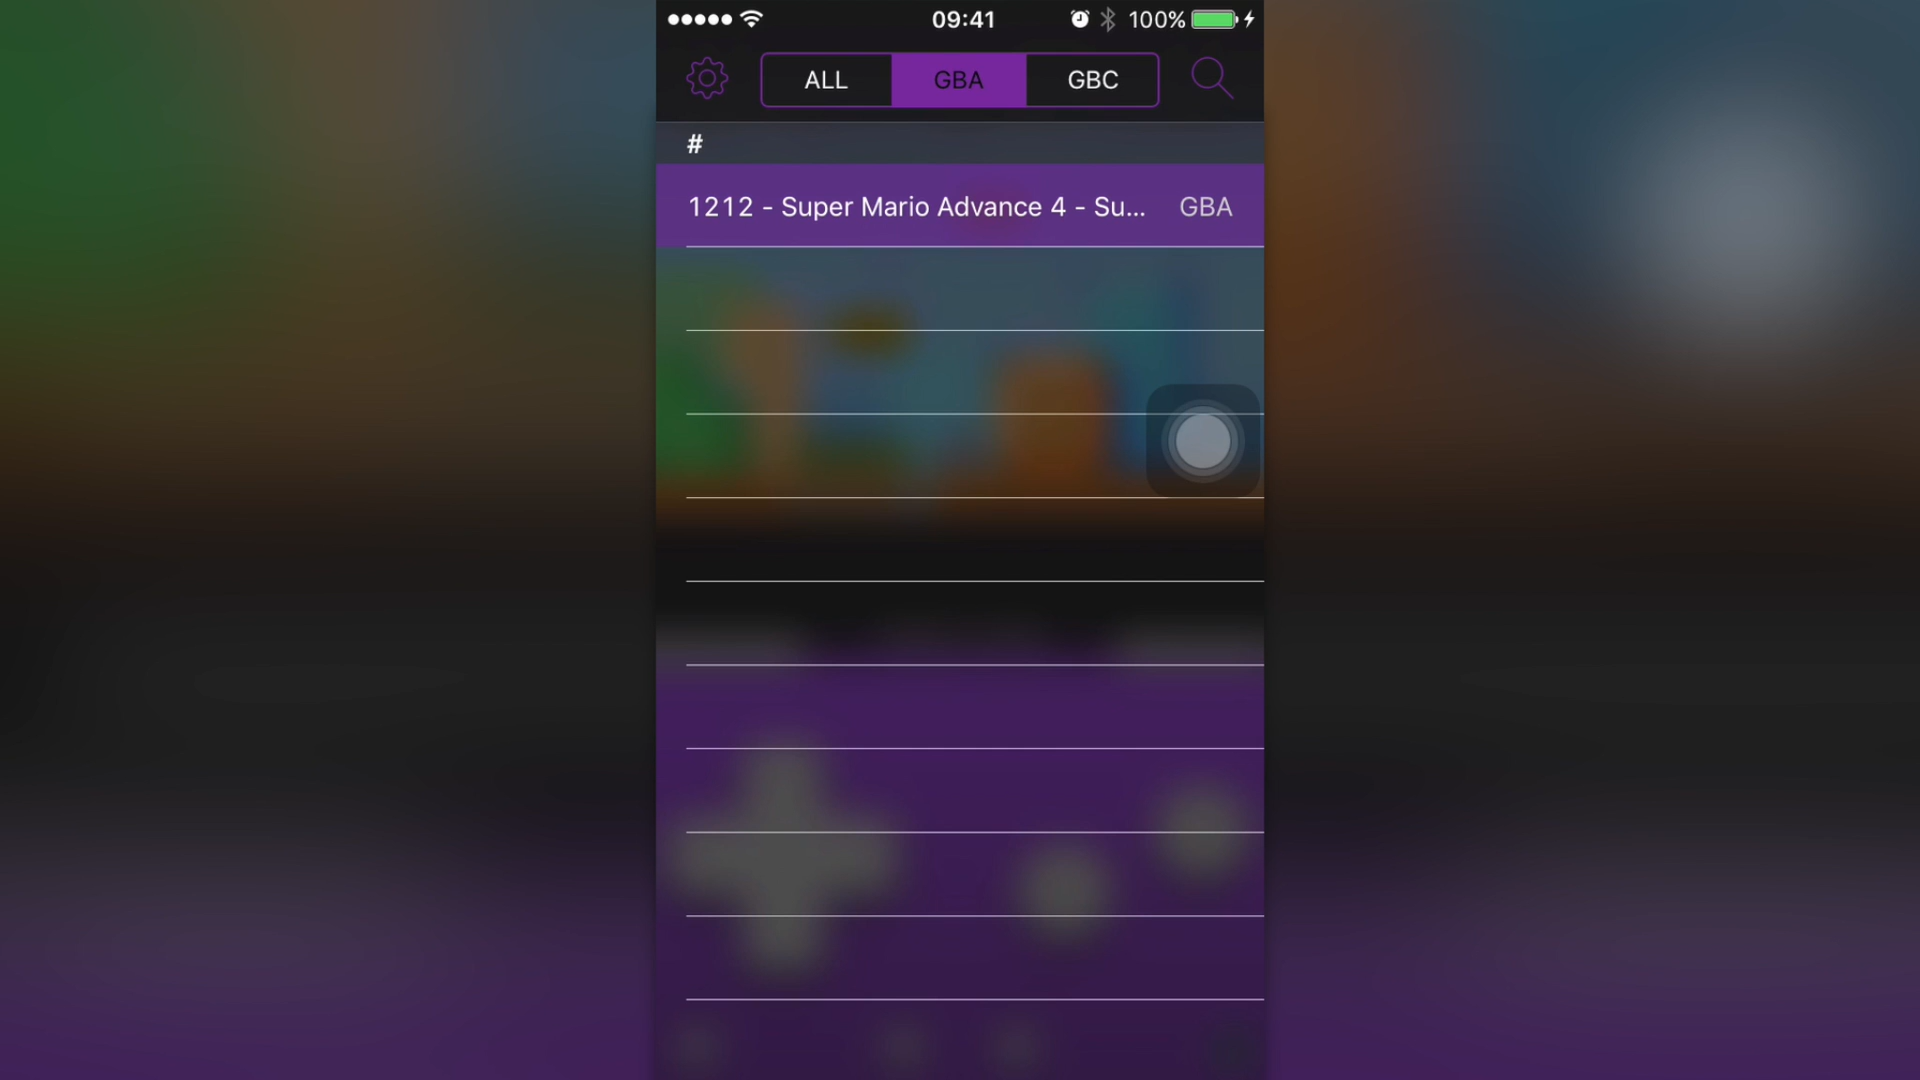 09:41 100%
ALL GBA GBC
#
1212 - Super Mario Advance 4 - Su... GBA